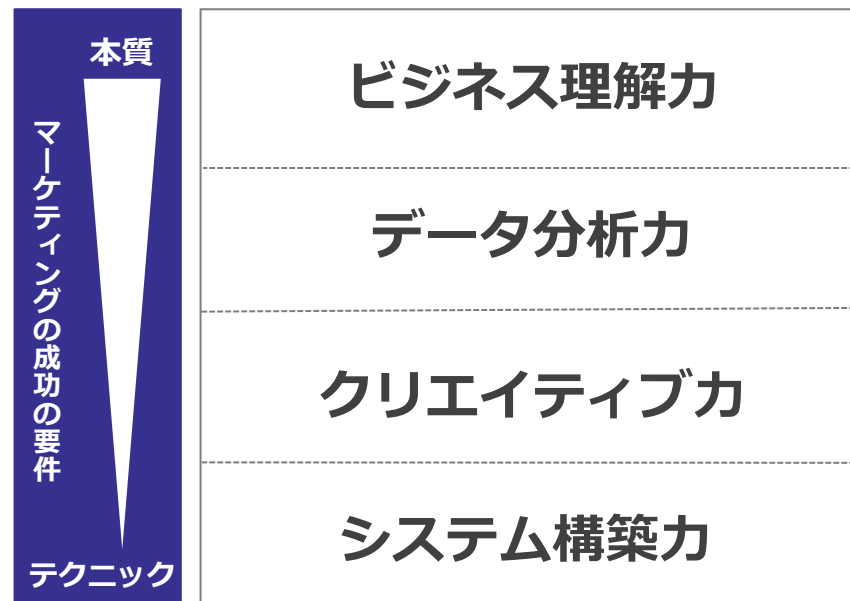 本質
マーケティングの成功の要件
テクニック
ビジネス理解力
データ分析力
クリエイティブ力
システム構築力